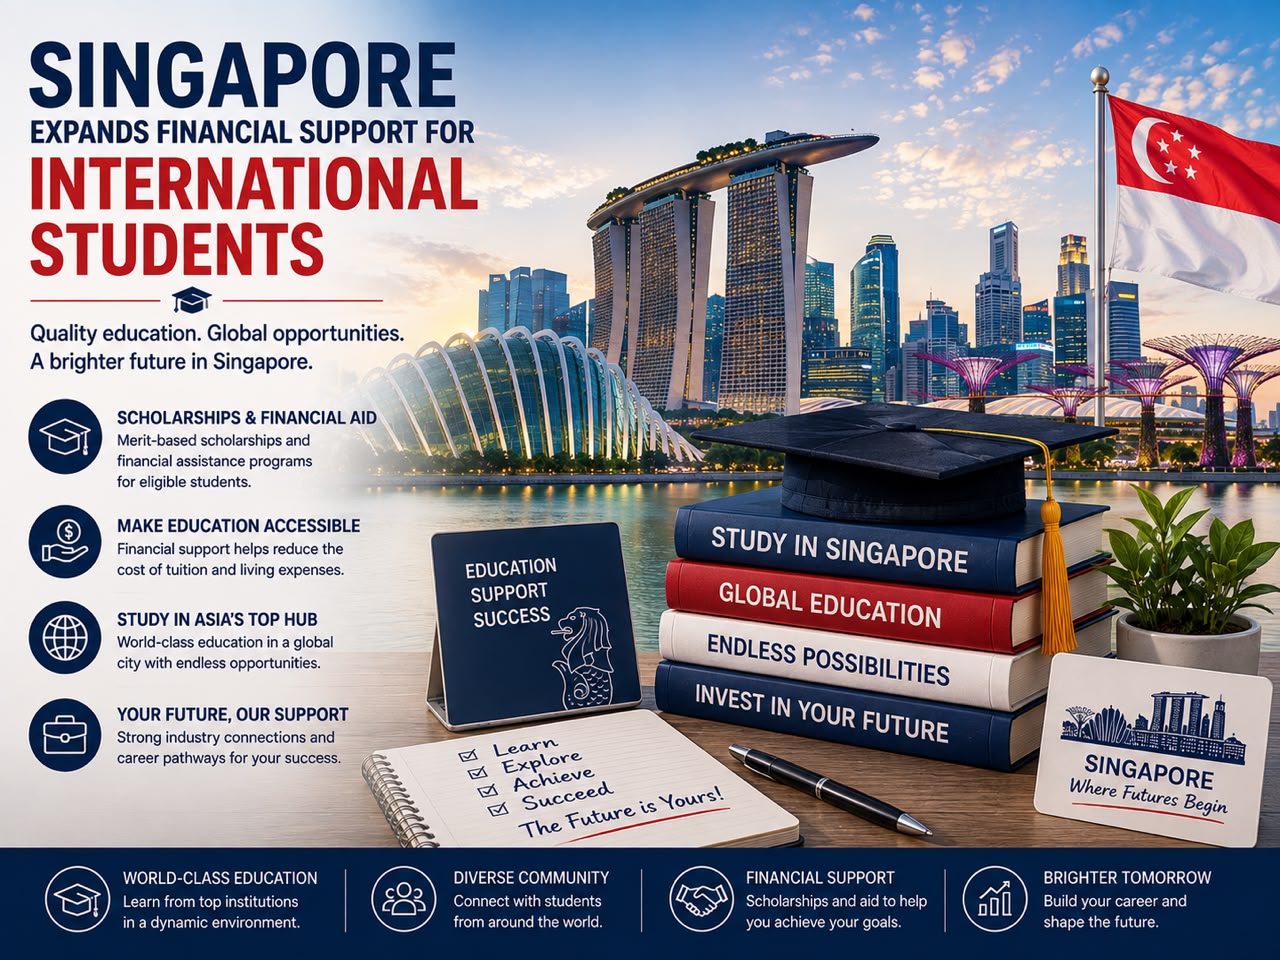 SINGAPORE
EXPANDS FINANCIAL SUPPORT FOR
INTERNATIONAL
STUDENTS
Quality education. Global opportunities.
A brighter future in Singapore.
SCHOLARSHIPS & FINANCIAL AID
Merit-based scholarships and
financial assistance programs
for eligible students.
MAKE EDUCATION ACCESSIBLE
Financial support helps reduce the
cost of tuition and living expenses.
STUDY IN ASIA'S TOP HUB
World-class education in a global
city with endless opportunities.
YOUR FUTURE, OUR SUPPORT
Strong industry connections and
career pathways for your success.
EDUCATION
SUPPORT
SUCCESS
STUDY IN SINGAPORE
GLOBAL EDUCATION
ENDLESS POSSIBILITIES
INVEST IN YOUR FUTURE
Learn
Explore
Achieve
Succeed
The Future is Yours!
SINGAPORE
Where Futures Begin
WORLD-CLASS EDUCATION
Learn from top institutions
in a dynamic environment.
DIVERSE COMMUNITY
Connect with students
from around the world.
FINANCIAL SUPPORT
Scholarships and aid to help
you achieve your goals.
BRIGHTER TOMORROW
Build your career and
shape the future.